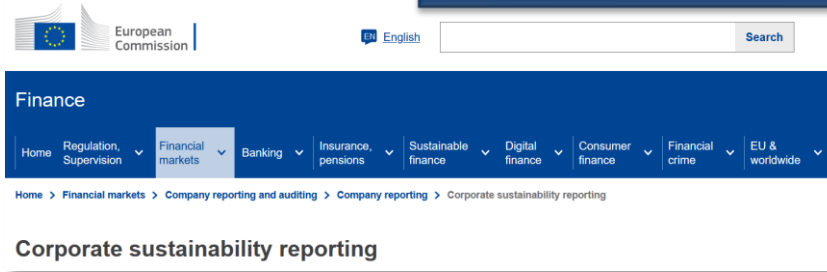 European
Commission
EN English
Search
Finance
Home Regulation, Supervision Financial markets Banking Insurance, pensions Sustainable finance Digital finance Consumer finance Financial crime EU & worldwide
Home > Financial markets > Company reporting and auditing > Company reporting > Corporate sustainability reporting
Corporate sustainability reporting